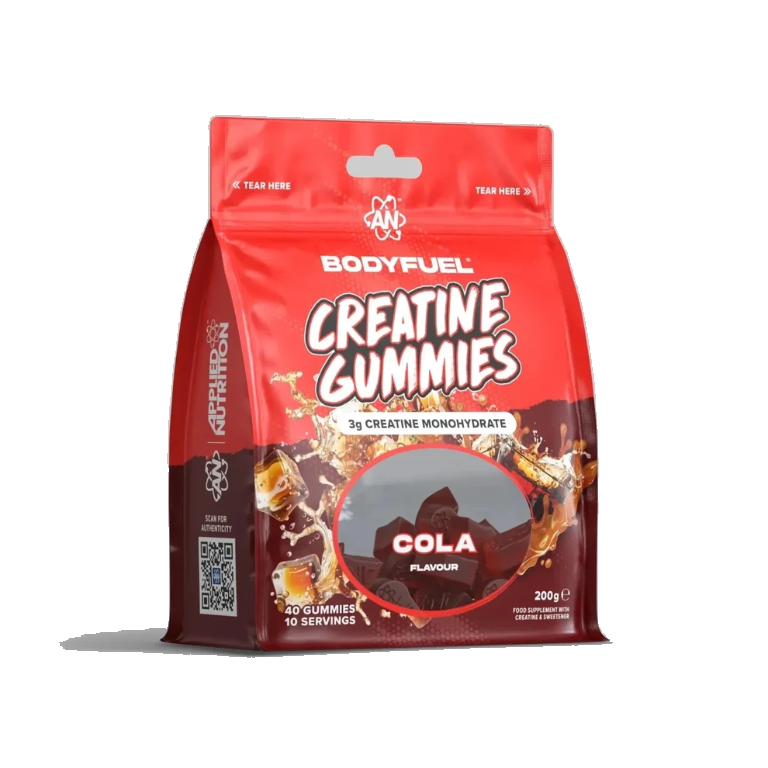 « TEAR HERE
TEAR HERE »
AN
BODYFUEL®
CREATINE
GUMMIES
3g CREATINE MONOHYDRATE
COLA
FLAVOUR
40 GUMMIES
10 SERVINGS
200g ℮
FOOD SUPPLEMENT WITH
CREATINE & SWEETENER
AN | APPLIED
NUTRITION
SCAN FOR
AUTHENTICITY